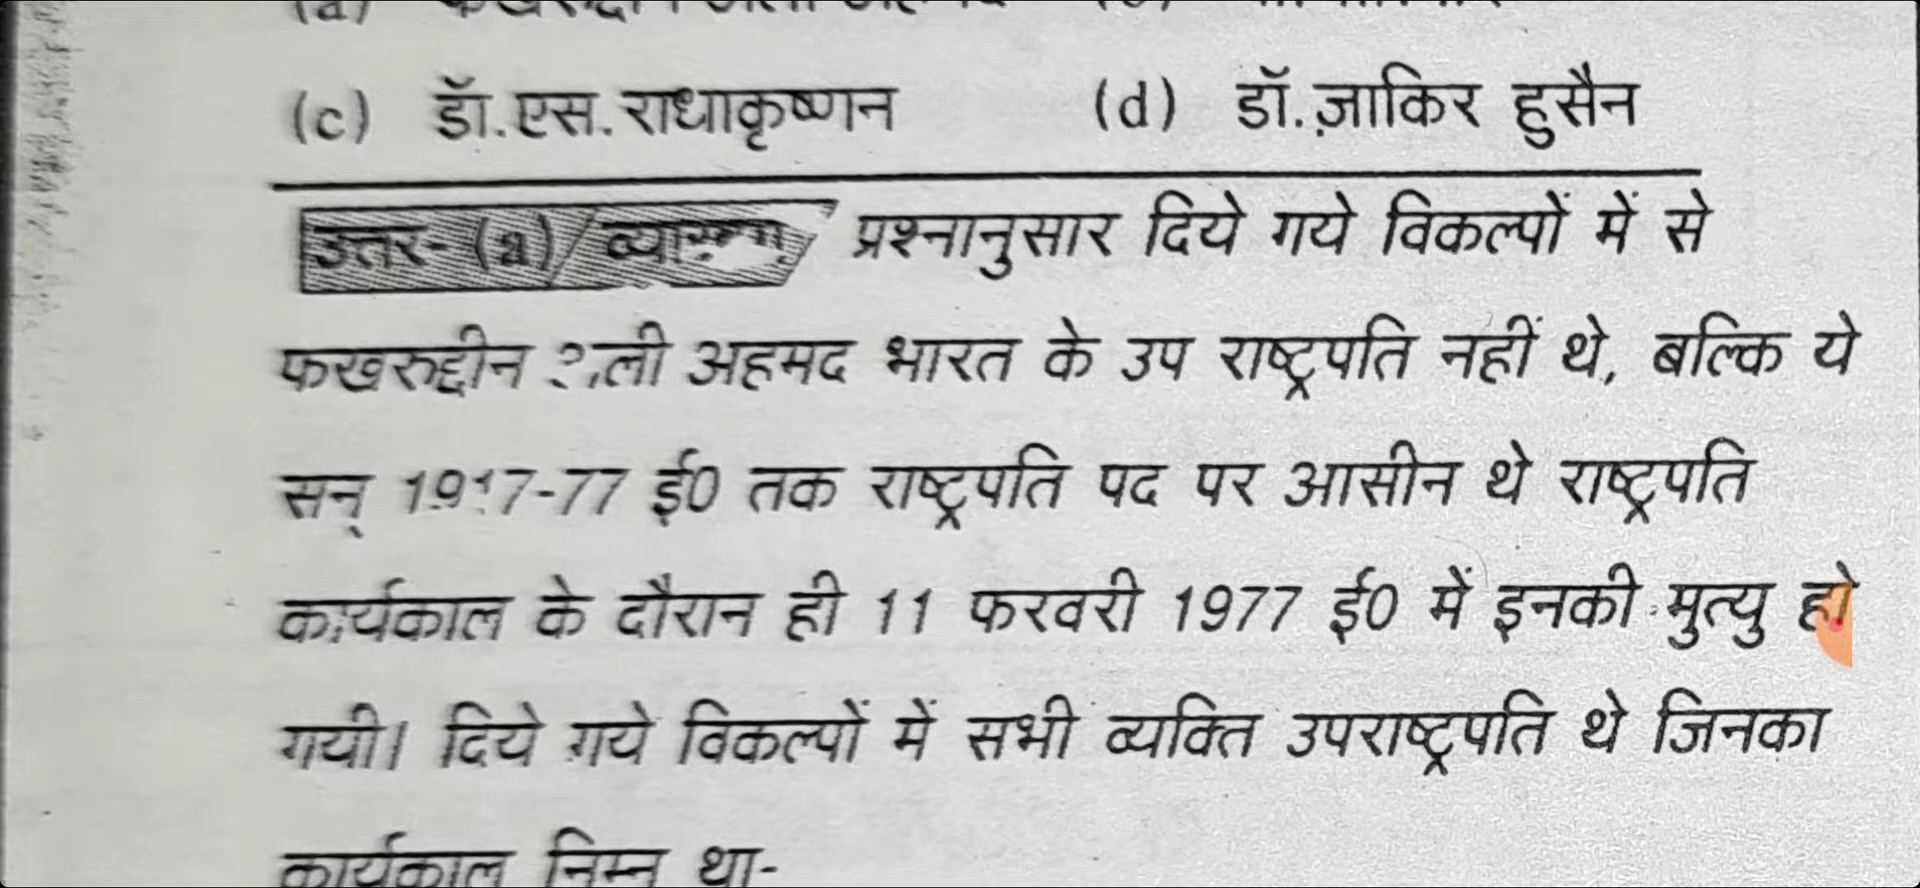 (c) डॉ.एस.राधाकृष्णन (d) डॉ.ज़ाकिर हुसैन
उत्तर-(a)/व्याख्या प्रश्नानुसार दिये गये विकल्पों में से
फखरुद्दीन अली अहमद भारत के उप राष्ट्रपति नहीं थे, बल्कि ये
सन् 1917-77 ई0 तक राष्ट्रपति पद पर आसीन थे राष्ट्रपति
कार्यकाल के दौरान ही 11 फरवरी 1977 ई0 में इनकी मुत्यु हो
गयी। दिये गये विकल्पों में सभी व्यक्ति उपराष्ट्रपति थे जिनका
कार्यकाल निम्न था-